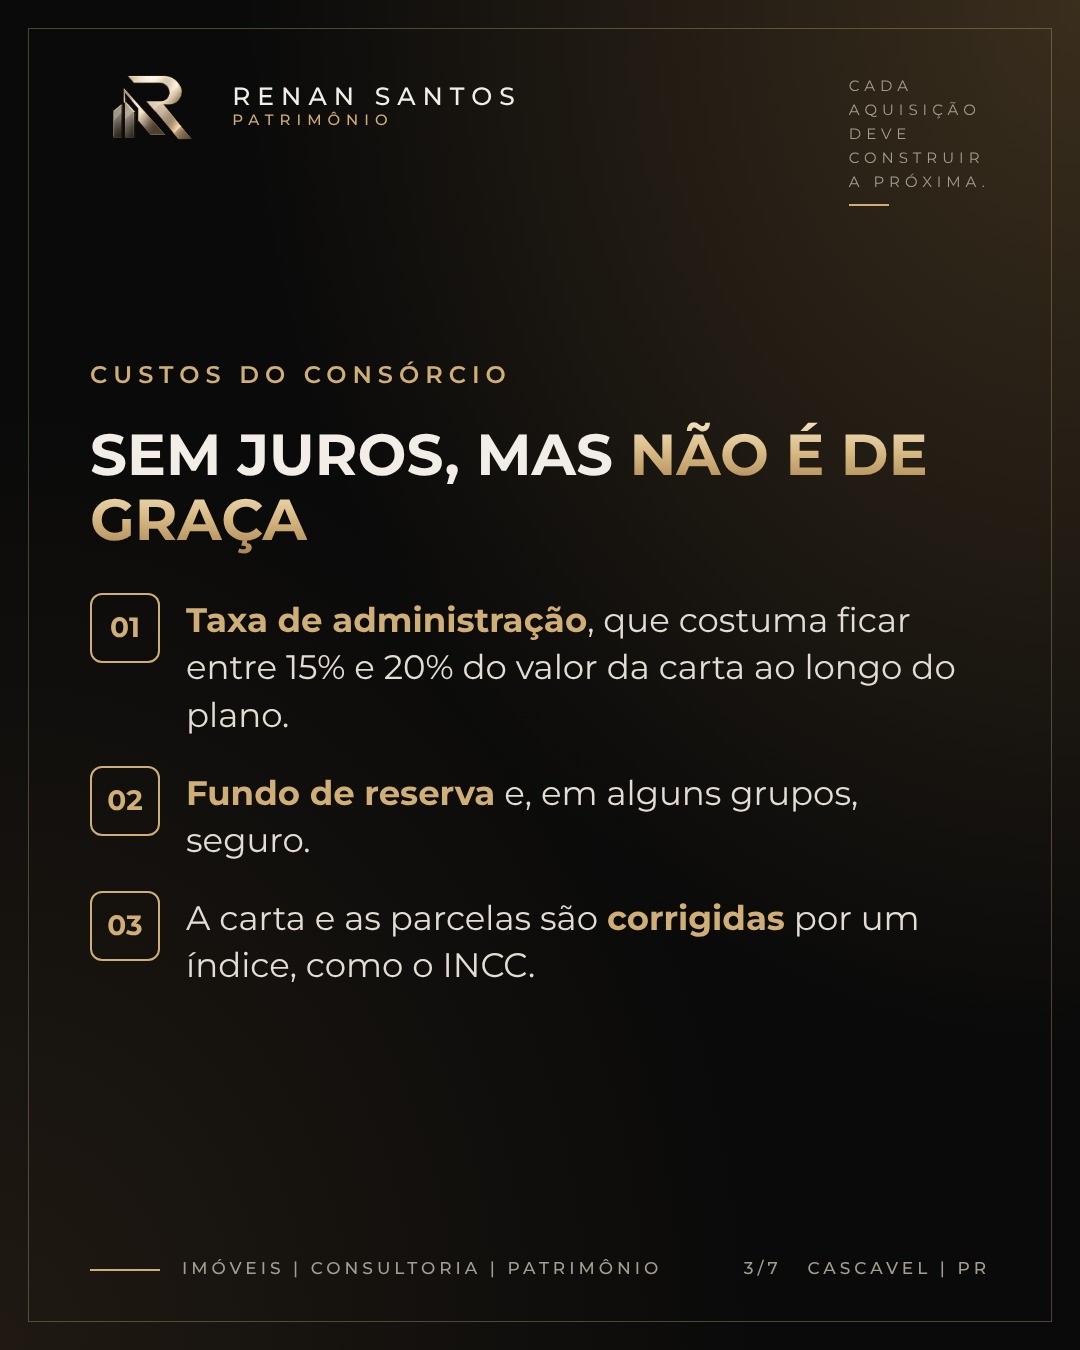 RENAN SANTOS
PATRIMÔNIO
CADA
AQUISIÇÃO
DEVE
CONSTRUIR
A PRÓXIMA.
CUSTOS DO CONSÓRCIO
SEM JUROS, MAS NÃO É DE
GRAÇA
01
Taxa de administração, que costuma ficar
entre 15% e 20% do valor da carta ao longo do
plano.
02
Fundo de reserva e, em alguns grupos,
seguro.
03
A carta e as parcelas são corrigidas por um
índice, como o INCC.
IMÓVEIS | CONSULTORIA | PATRIMÔNIO
3/7
CASCAVEL | PR